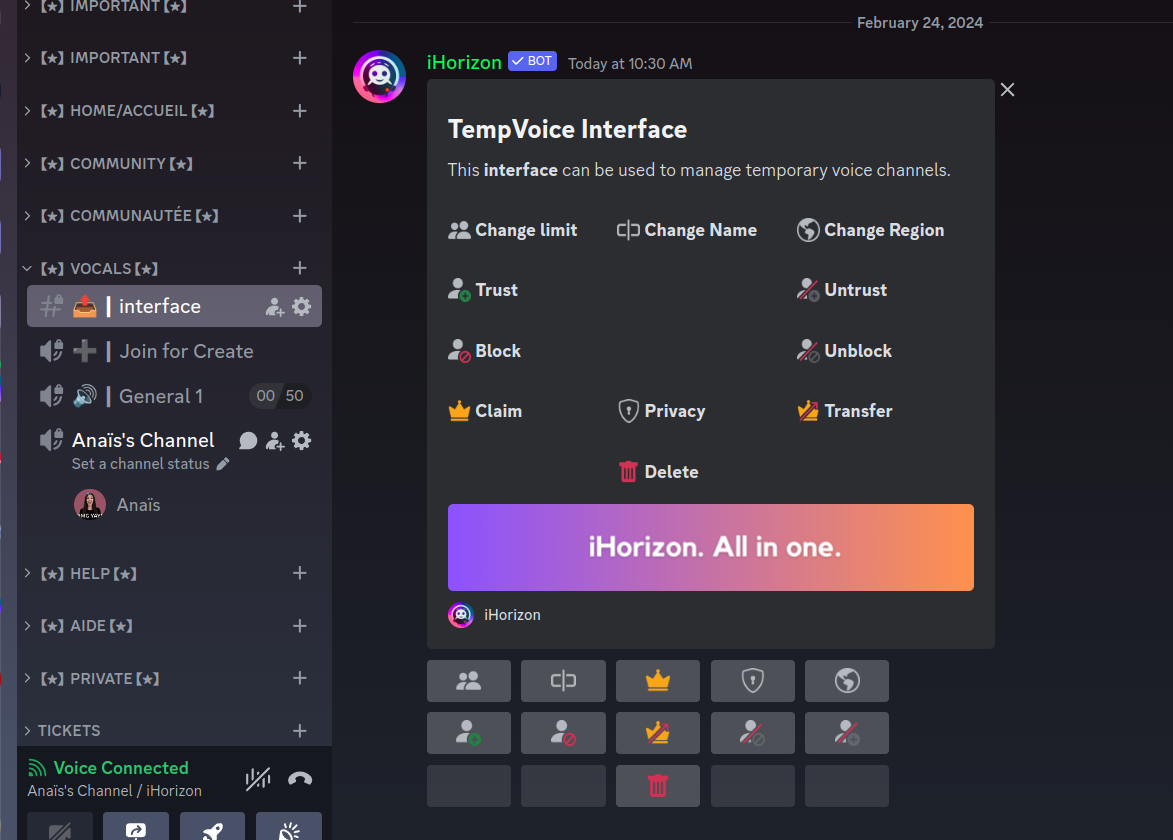 【★】IMPORTANT【★】
【★】IMPORTANT【★】
【★】HOME/ACCUEIL【★】
【★】COMMUNITY【★】
【★】COMMUNAUTÉE【★】
【★】VOCALS【★】
interface
Join for Create
General 1 00 50
Anaïs's Channel
Set a channel status
Anaïs
【★】HELP【★】
【★】AIDE【★】
【★】PRIVATE【★】
TICKETS
Voice Connected
Anaïs's Channel / iHorizon
February 24, 2024
iHorizon BOT Today at 10:30 AM
TempVoice Interface
This interface can be used to manage temporary voice channels.
Change limit Change Name Change Region
Trust Untrust
Block Unblock
Claim Privacy Transfer
Delete
iHorizon. All in one.
iHorizon